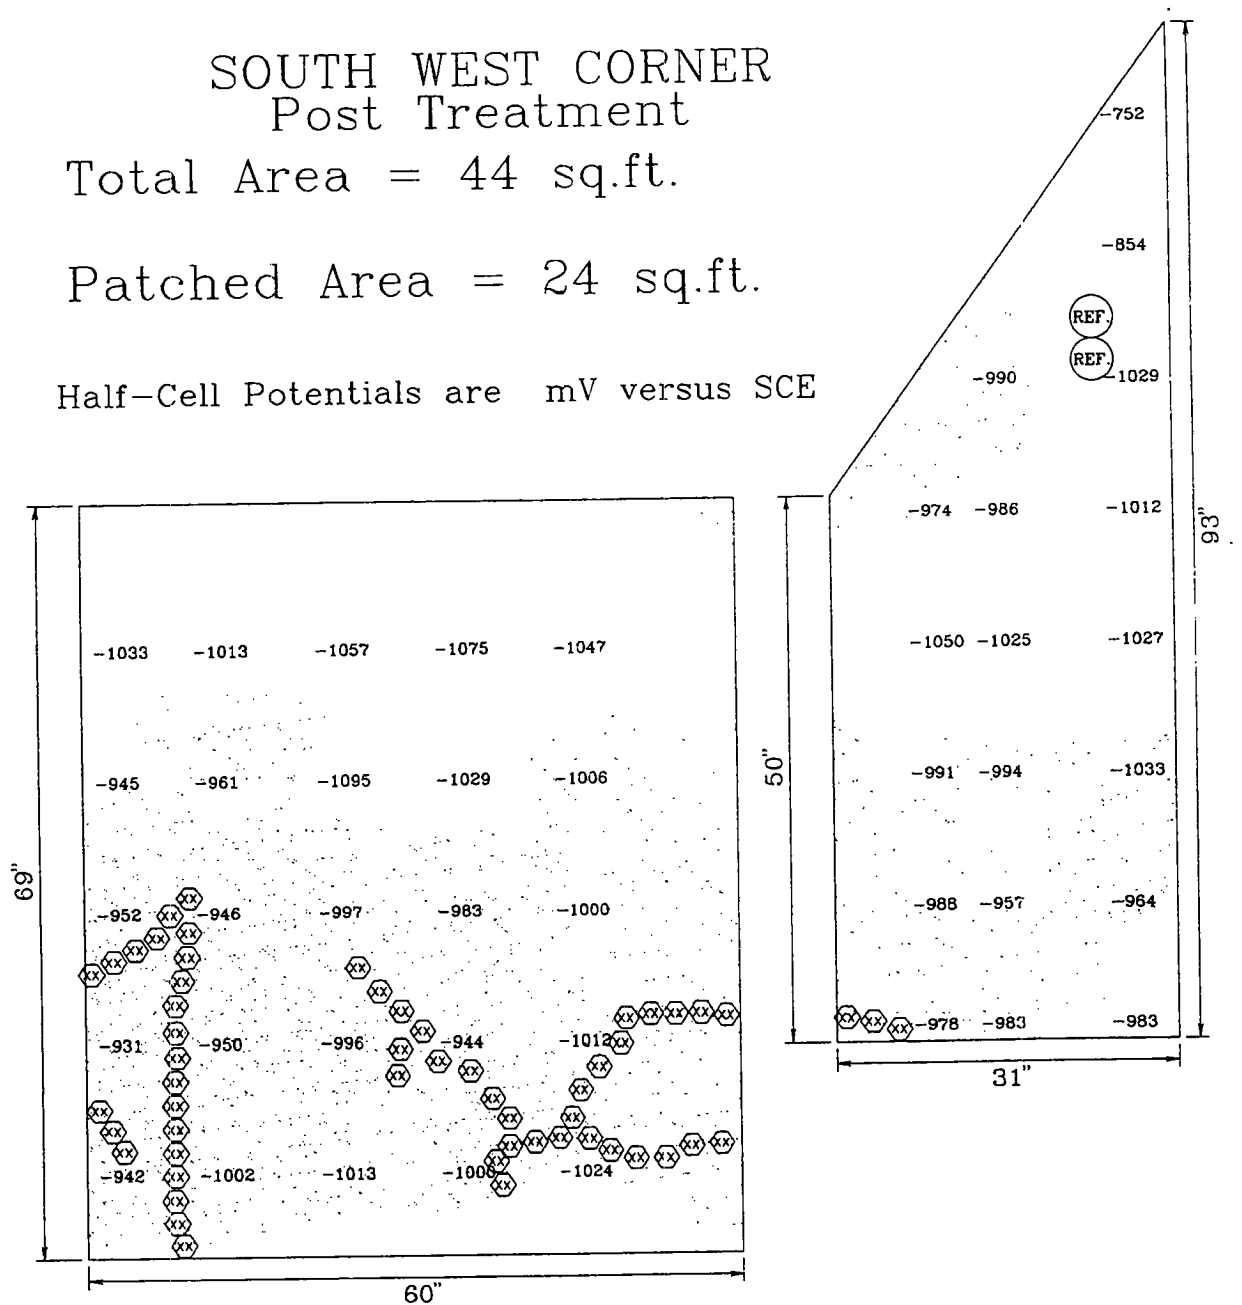 SOUTH WEST CORNER
Post Treatment
Total Area = 44 sq.ft.
Patched Area = 24 sq.ft.
Half-Cell Potentials are mV versus SCE
-752
-854
REF.
REF.
-990 -1029
-974 -986 -1012
-1050 -1025 -1027
-991 -994 -1033
-988 -957 -964
XX XX XX -978 -983 -983
50"
93"
31"
-1033 -1013 -1057 -1075 -1047
-945 -961 -1095 -1029 -1006
-952 -946 -997 -983 -1000
-931 -950 -996 -944 -1012
-942 -1002 -1013 -1024
69"
60"